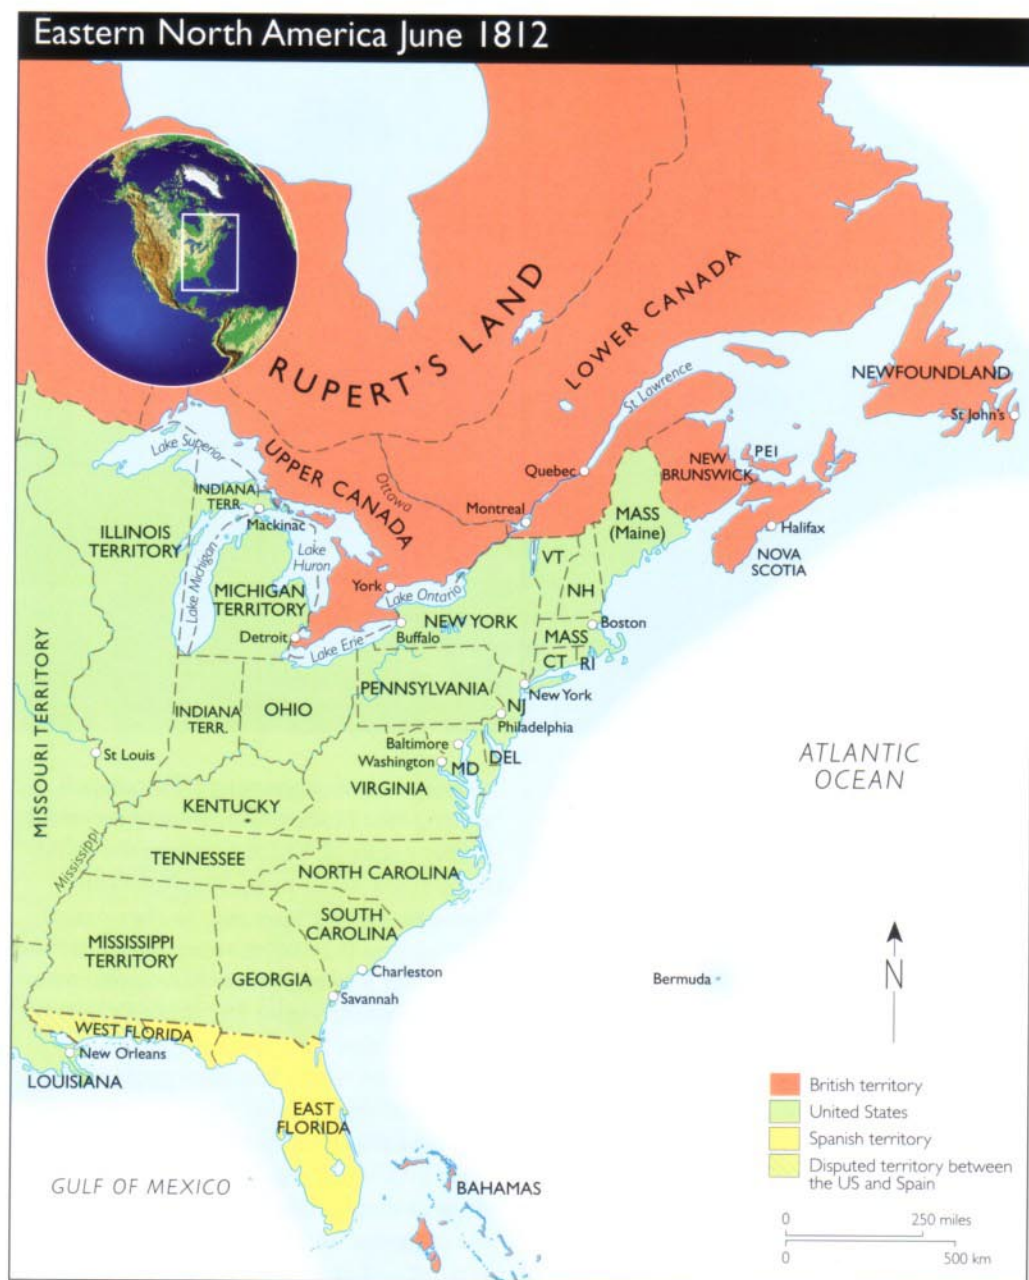 Eastern North America June 1812
RUPERT'S LAND
LOWER CANADA
St Lawrence
NEWFOUNDLAND
St John's
Lake Superior
UPPER CANADA
Ottawa
Quebec
NEW
BRUNSWICK
PEI
INDIANA
TERR.
Mackinac
Montreal
MASS
(Maine)
Halifax
NOVA
SCOTIA
ILLINOIS
TERRITORY
Lake Michigan
Lake
Huron
MICHIGAN
TERRITORY
York
Lake Ontario
VT
NH
Detroit
Lake Erie
Buffalo
NEW YORK
MASS
Boston
CT
RI
MISSOURI TERRITORY
INDIANA
TERR.
OHIO
PENNSYLVANIA
New York
NJ
Philadelphia
St Louis
Baltimore
Washington
MD
DEL
ATLANTIC
OCEAN
VIRGINIA
KENTUCKY
Mississippi
TENNESSEE
NORTH CAROLINA
SOUTH
CAROLINA
MISSISSIPPI
TERRITORY
GEORGIA
Charleston
Savannah
Bermuda
N
WEST FLORIDA
New Orleans
LOUISIANA
EAST
FLORIDA
GULF OF MEXICO
BAHAMAS
British territory
United States
Spanish territory
Disputed territory between
the US and Spain
0 250 miles
0 500 km